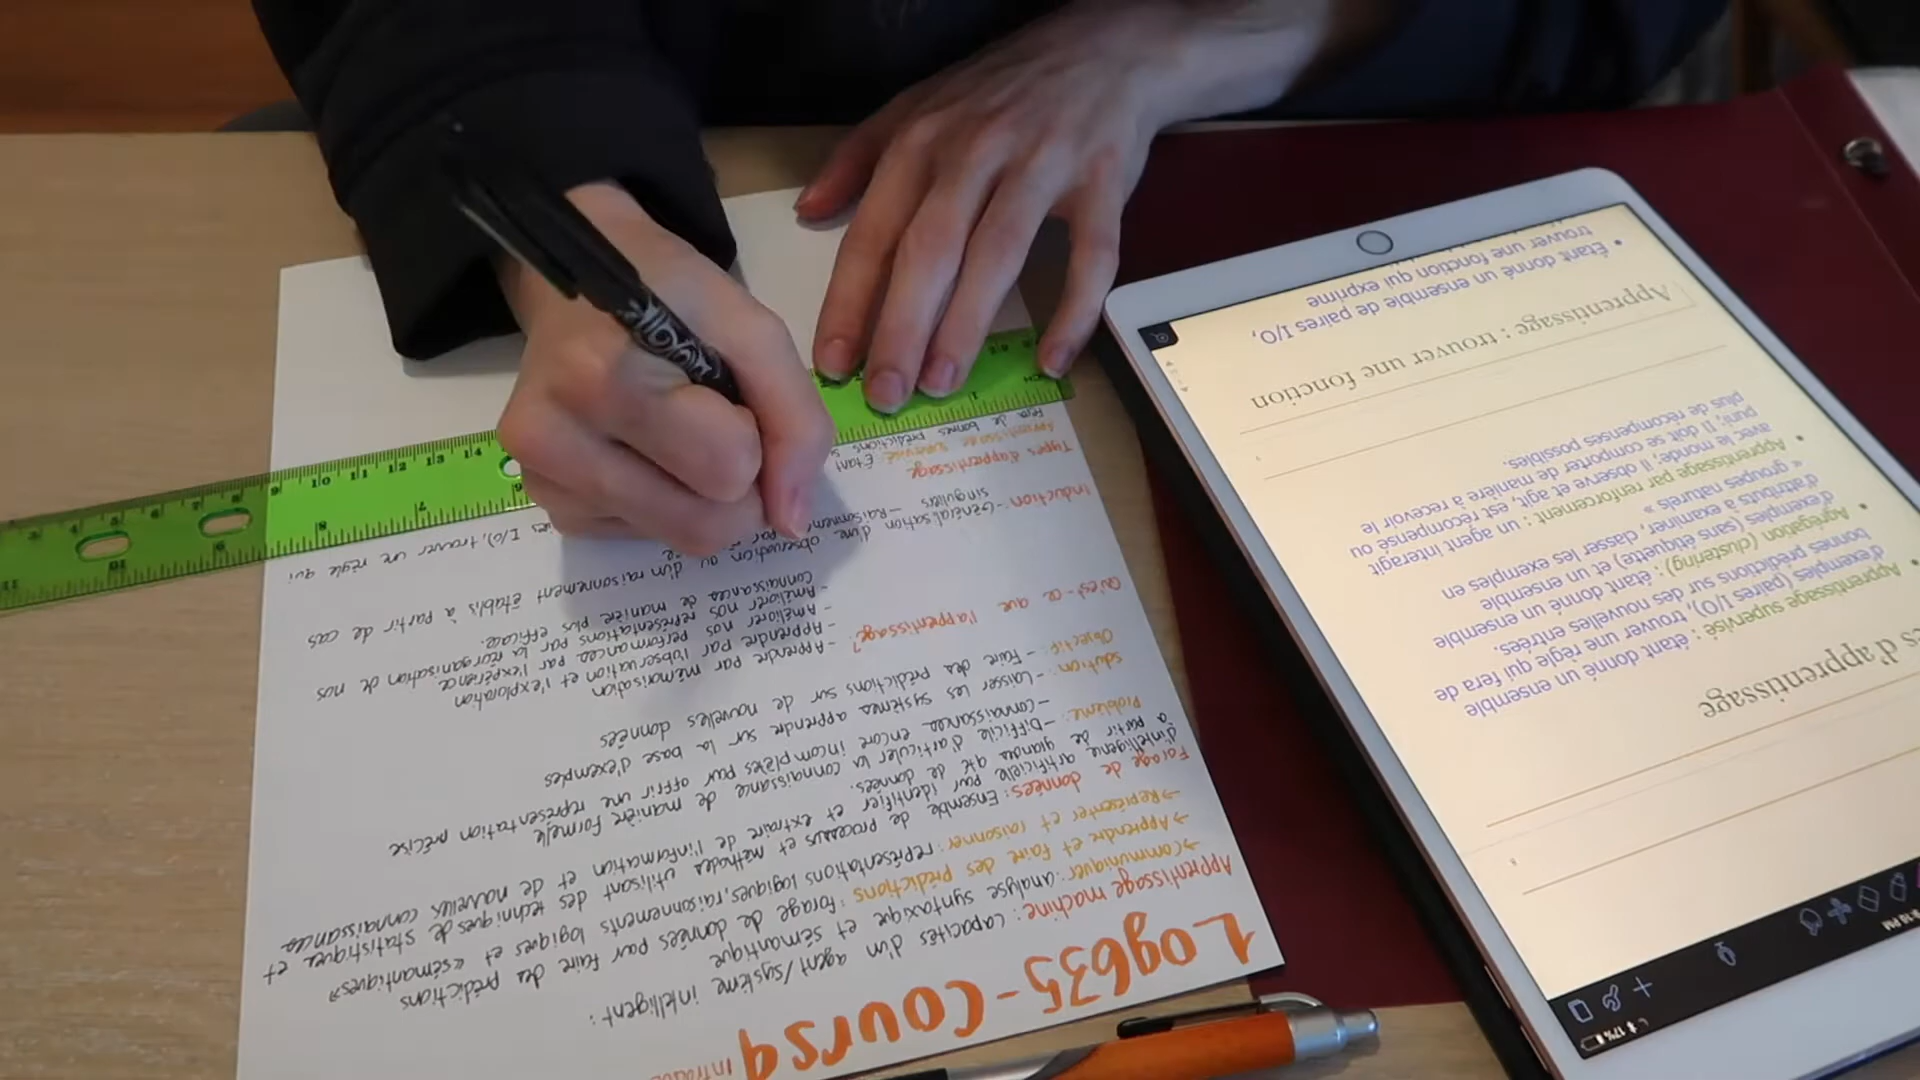 Log635-Cours 9
Apprentissage machine: capacités d'un agent/système intelligent:
→Communiquer: analyse syntaxique et sémantique
→Apprendre et faire des prédictions: forage de données pour faire des prédictions
→Représenter et raisonner: représentations logiques, raisonnements logiques et «sémantiques»
Forage de données: Ensemble de processus et méthodes utilisant des techniques de statistiques et
d'intelligence artificielle pour identifier et extraire de l'information et de nouvelles connaissances
à partir de grandes qté de données.
Problème: -Difficile d'articuler la connaissance de manière formelle
-Connaissances encore incomplètes pour offrir une représentation précise
solution: -Laisser les systèmes apprendre sur la base d'exemples
Objectif: -Faire des prédictions sur de nouvelles données
Qu'est-ce que l'apprentissage?
-Apprendre par mémorisation
-Apprendre par l'observation et l'exploration
-Améliorer nos performances par l'expérience
-Améliorer nos représentations par la réorganisation de nos
connaissances de manière plus efficace.
Induction: -Généralisation d'une observation ou d'un raisonnement établis à partir de cas
singuliers
Types d'apprentissage
Apprentissage supervisé: Étant I/O), trouver une règle qui
fera de bonnes prédictions
d'apprentissage
• Apprentissage supervisé : étant donné un ensemble
d'exemples (paires I/O), trouver une règle qui fera de
bonnes prédictions sur des nouvelles entrées.
• Agrégation (clustering) : étant donné un ensemble
d'exemples (sans étiquette) et un ensemble
d'attributs à examiner, classer les exemples en
« groupes naturels »
• Apprentissage par renforcement : un agent interagit
avec le monde; il observe et agit, est récompensé ou
puni; Il doit se comporter de manière à recevoir le
plus de récompenses possibles.
Apprentissage : trouver une fonction
• Étant donné un ensemble de paires I/O,
trouver une fonction qui exprime
17%